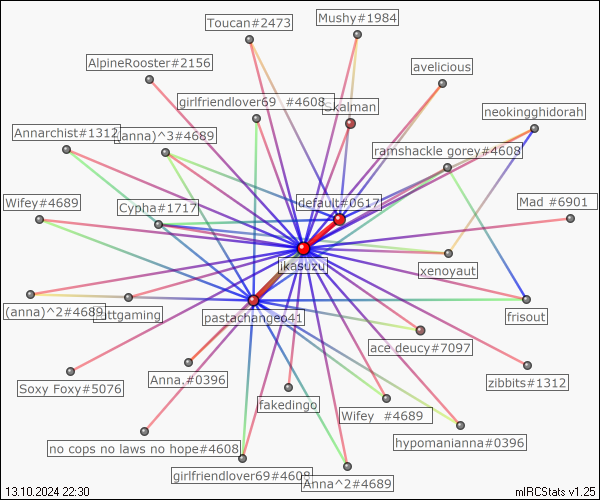 Toucan#2473
Mushy#1984
AlpineRooster#2156
avelicious
girlfriendlover69 #4608
Skalman
neokingghidorah
Annarchist#1312
(anna)^3#4689
ramshackle gorey#4608
Wifey#4689
Cypha#1717
default#0617
Mad #6901
ikasuzu
xenoyaut
(anna)^2#4689
pastachangeo41
frisout
ace deucy#7097
Soxy Foxy#5076
Anna.#0396
zibbits#1312
fakedingo
Wifey #4689
no cops no laws no hope#4608
hypomanianna#0396
girlfriendlover69#4608
Anna^2#4689
13.10.2024 22:30
mIRCStats v1.25